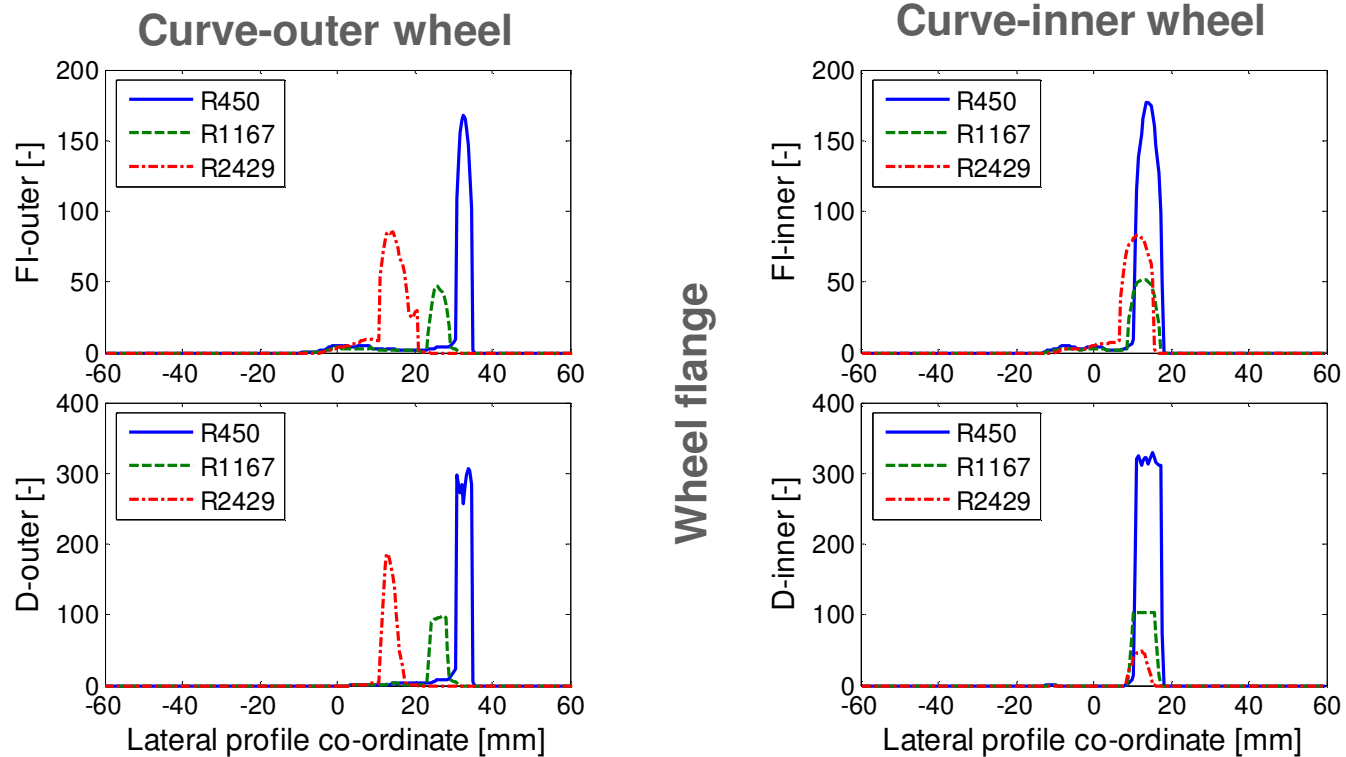 Curve-outer wheel
Curve-inner wheel
200
150
100
50
0
FI-outer [-]
R450
R1167
R2429
-60 -40 -20 0 20 40 60
200
150
100
50
0
FI-inner [-]
R450
R1167
R2429
-60 -40 -20 0 20 40 60
Wheel flange
400
300
200
100
0
D-outer [-]
R450
R1167
R2429
-60 -40 -20 0 20 40 60
Lateral profile co-ordinate [mm]
400
300
200
100
0
D-inner [-]
R450
R1167
R2429
-60 -40 -20 0 20 40 60
Lateral profile co-ordinate [mm]